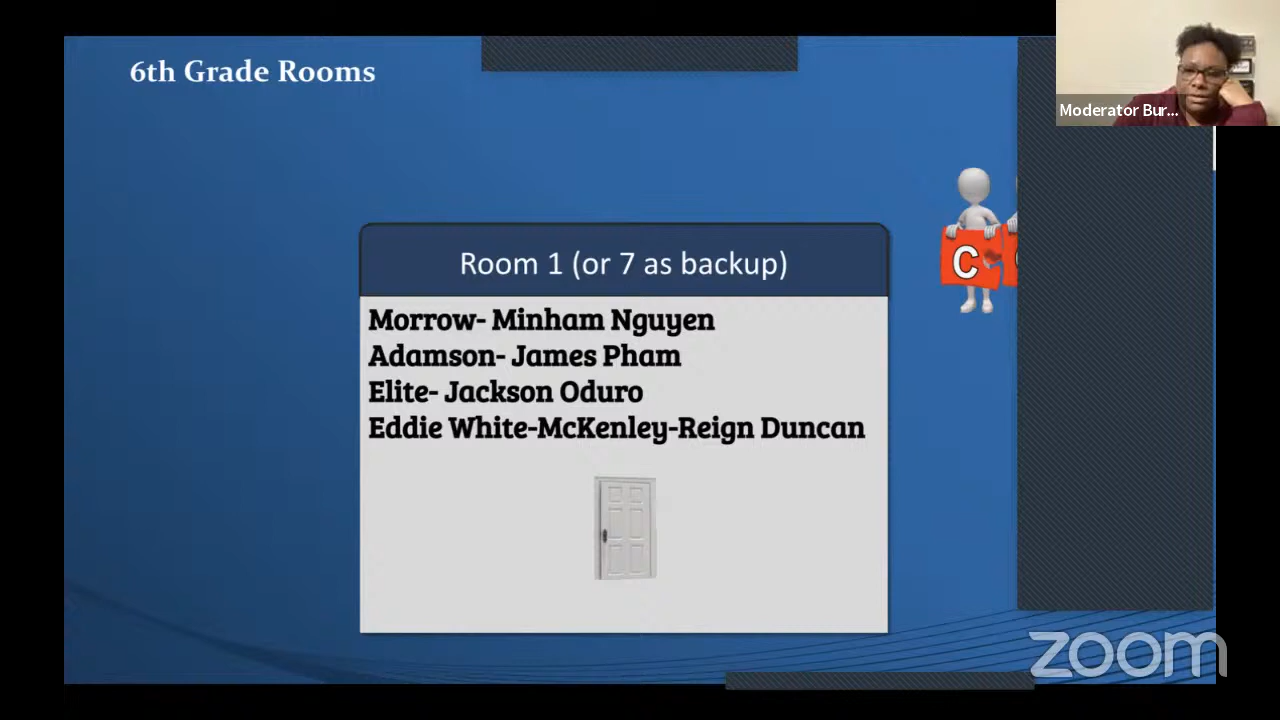 6th Grade Rooms
Moderator Bur...
C
Room 1 (or 7 as backup)
Morrow- Minham Nguyen
Adamson- James Pham
Elite- Jackson Oduro
Eddie White-McKenley-Reign Duncan
zoom